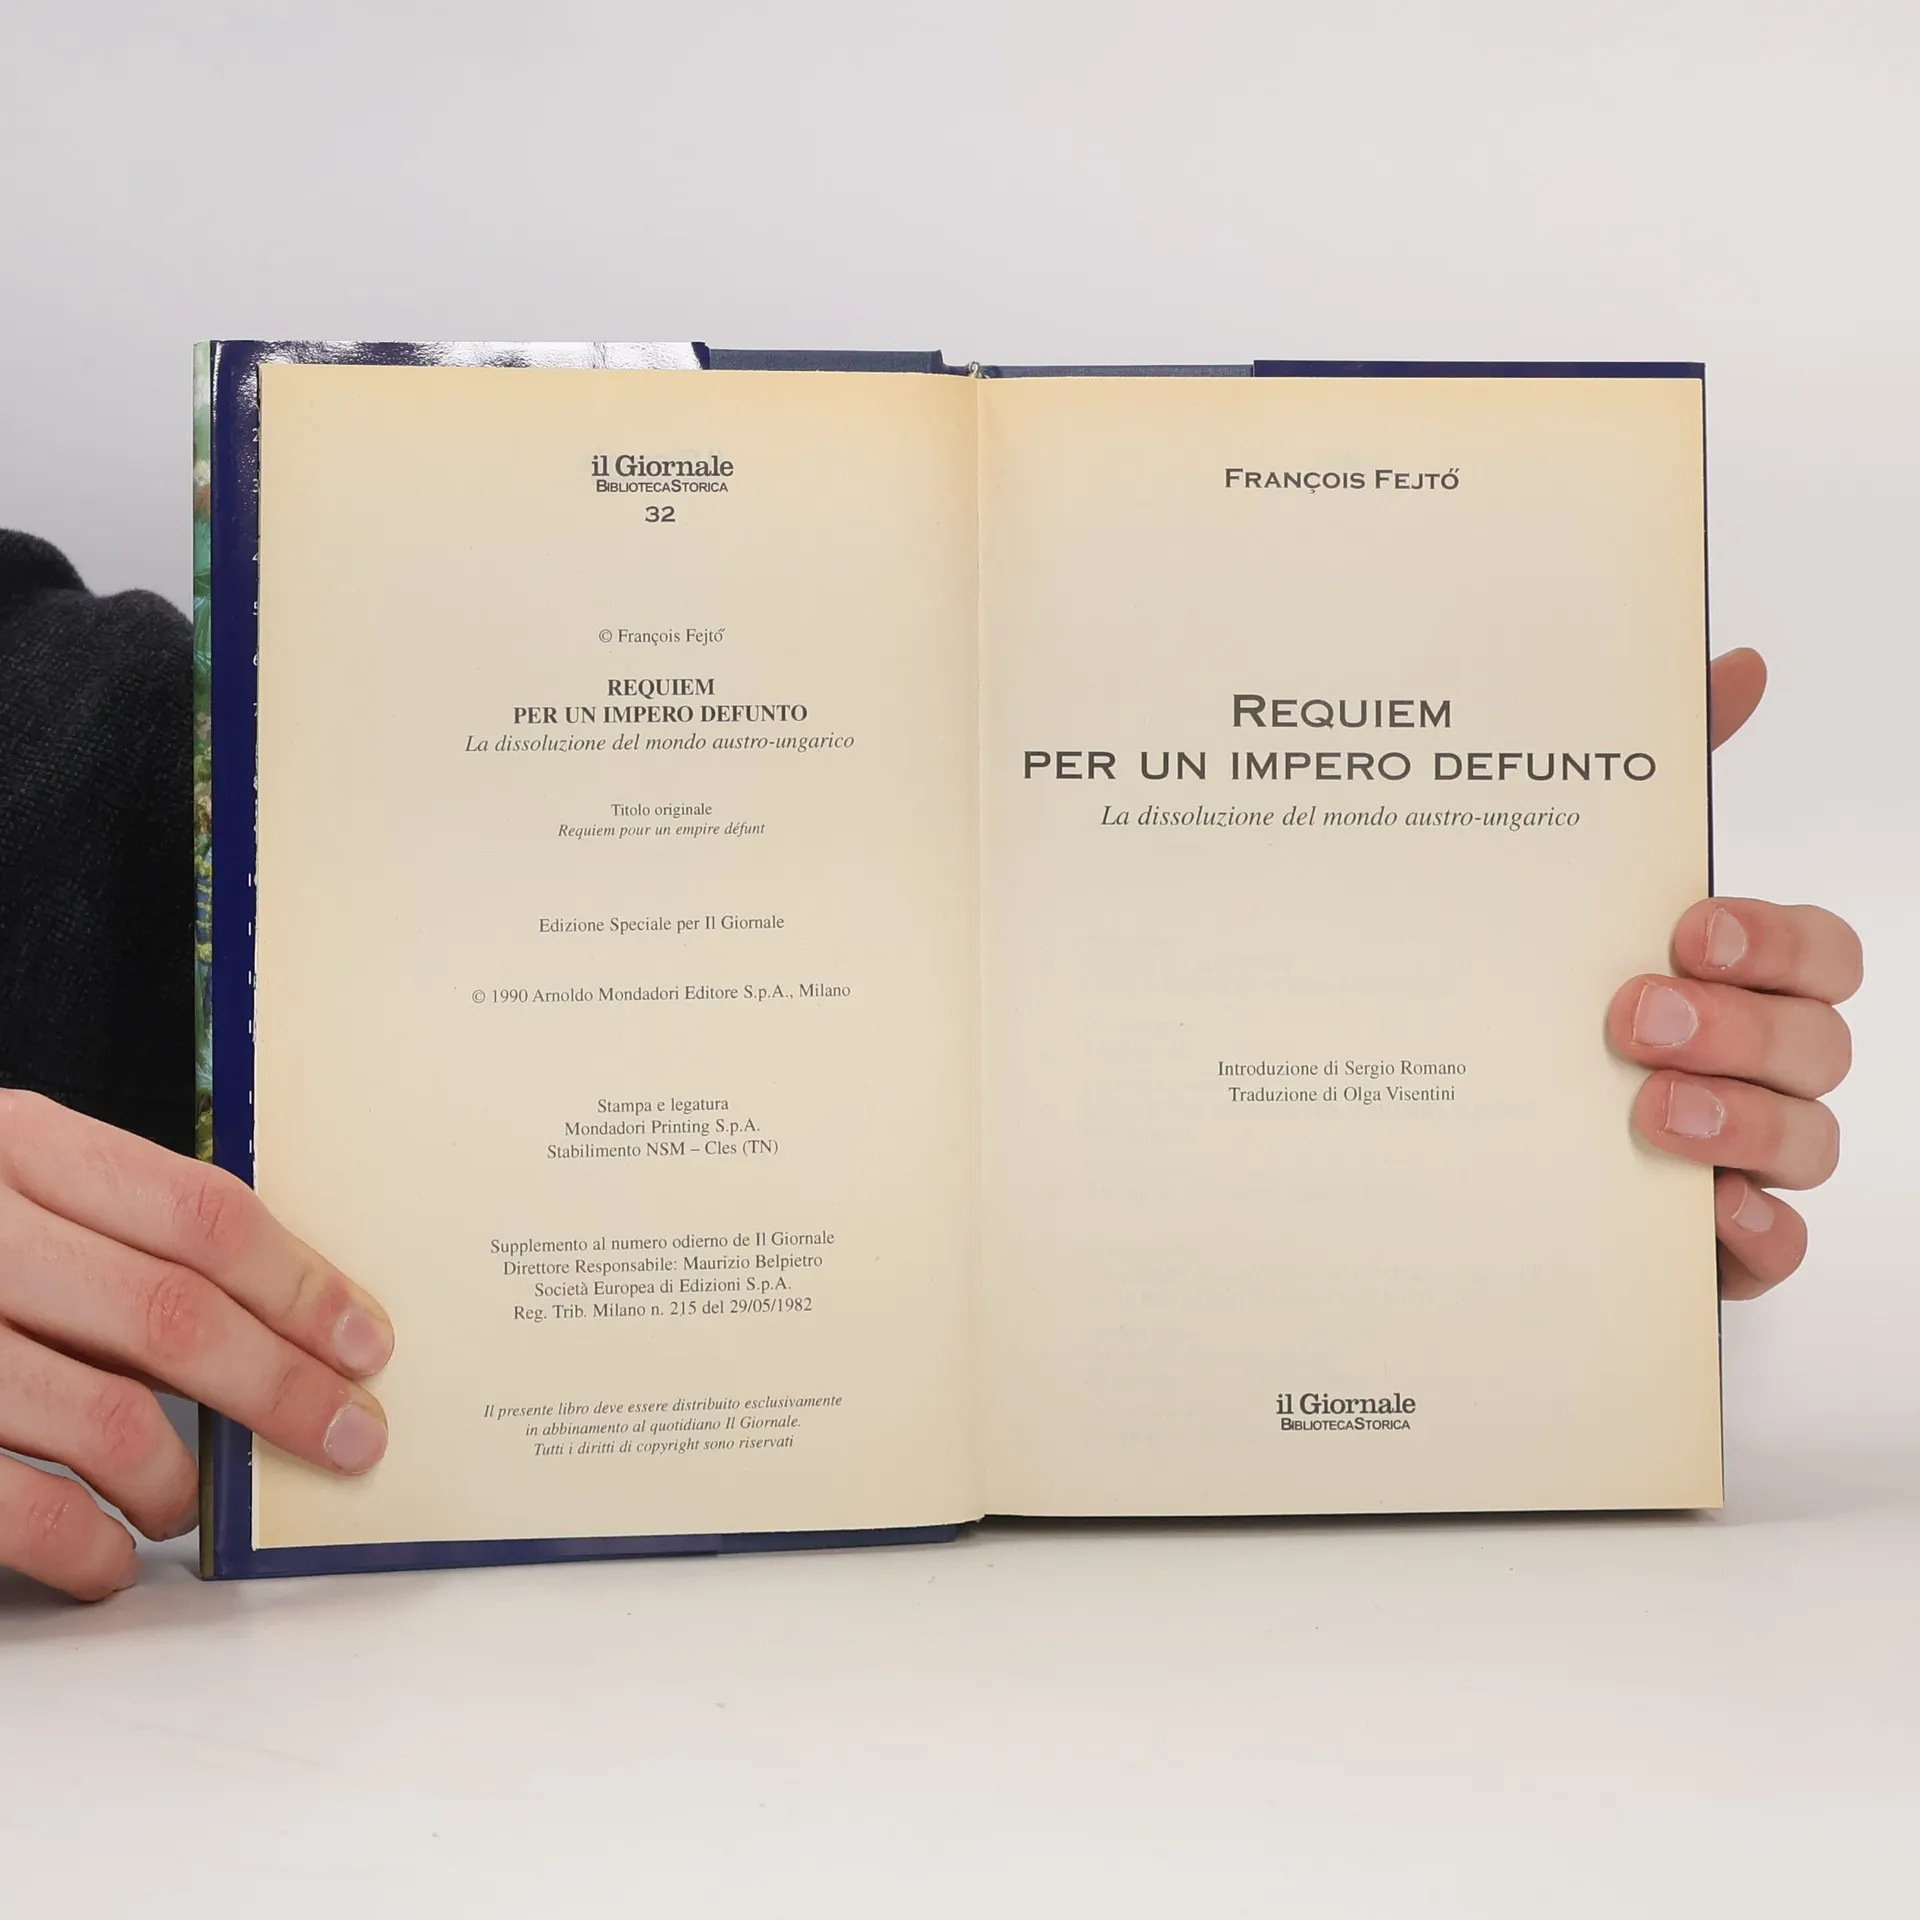 il Giornale
BIBLIOTECASTORICA
32
© François Fejtő
REQUIEM
PER UN IMPERO DEFUNTO
La dissoluzione del mondo austro-ungarico
Titolo originale
Requiem pour un empire défunt
Edizione Speciale per Il Giornale
© 1990 Arnoldo Mondadori Editore S.p.A., Milano
Stampa e legatura
Mondadori Printing S.p.A.
Stabilimento NSM – Cles (TN)
Supplemento al numero odierno de Il Giornale
Direttore Responsabile: Maurizio Belpietro
Società Europea di Edizioni S.p.A.
Reg. Trib. Milano n. 215 del 29/05/1982
Il presente libro deve essere distribuito esclusivamente
in abbinamento al quotidiano Il Giornale.
Tutti i diritti di copyright sono riservati
FRANÇOIS FEJTŐ
REQUIEM
PER UN IMPERO DEFUNTO
La dissoluzione del mondo austro-ungarico
Introduzione di Sergio Romano
Traduzione di Olga Visentini
il Giornale
BIBLIOTECASTORICA